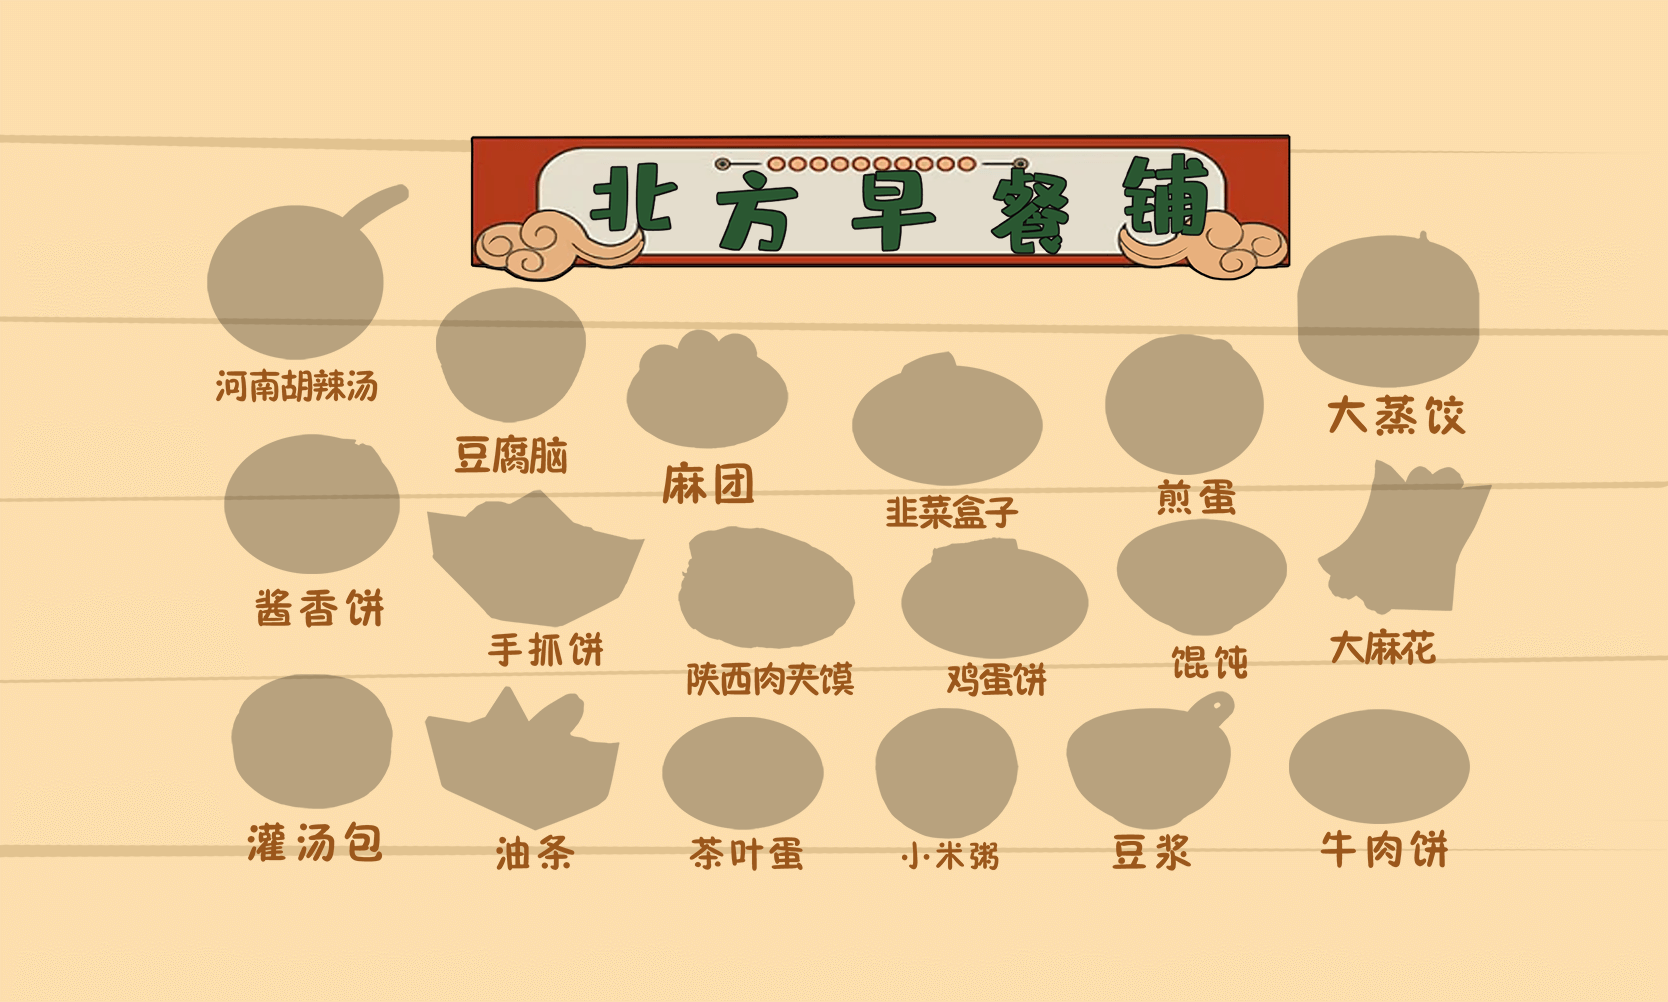 北方早餐铺
河南胡辣汤
豆腐脑
麻团
韭菜盒子
煎蛋
大蒸饺
酱香饼
手抓饼
陕西肉夹馍
鸡蛋饼
馄饨
大麻花
灌汤包
油条
茶叶蛋
小米粥
豆浆
牛肉饼